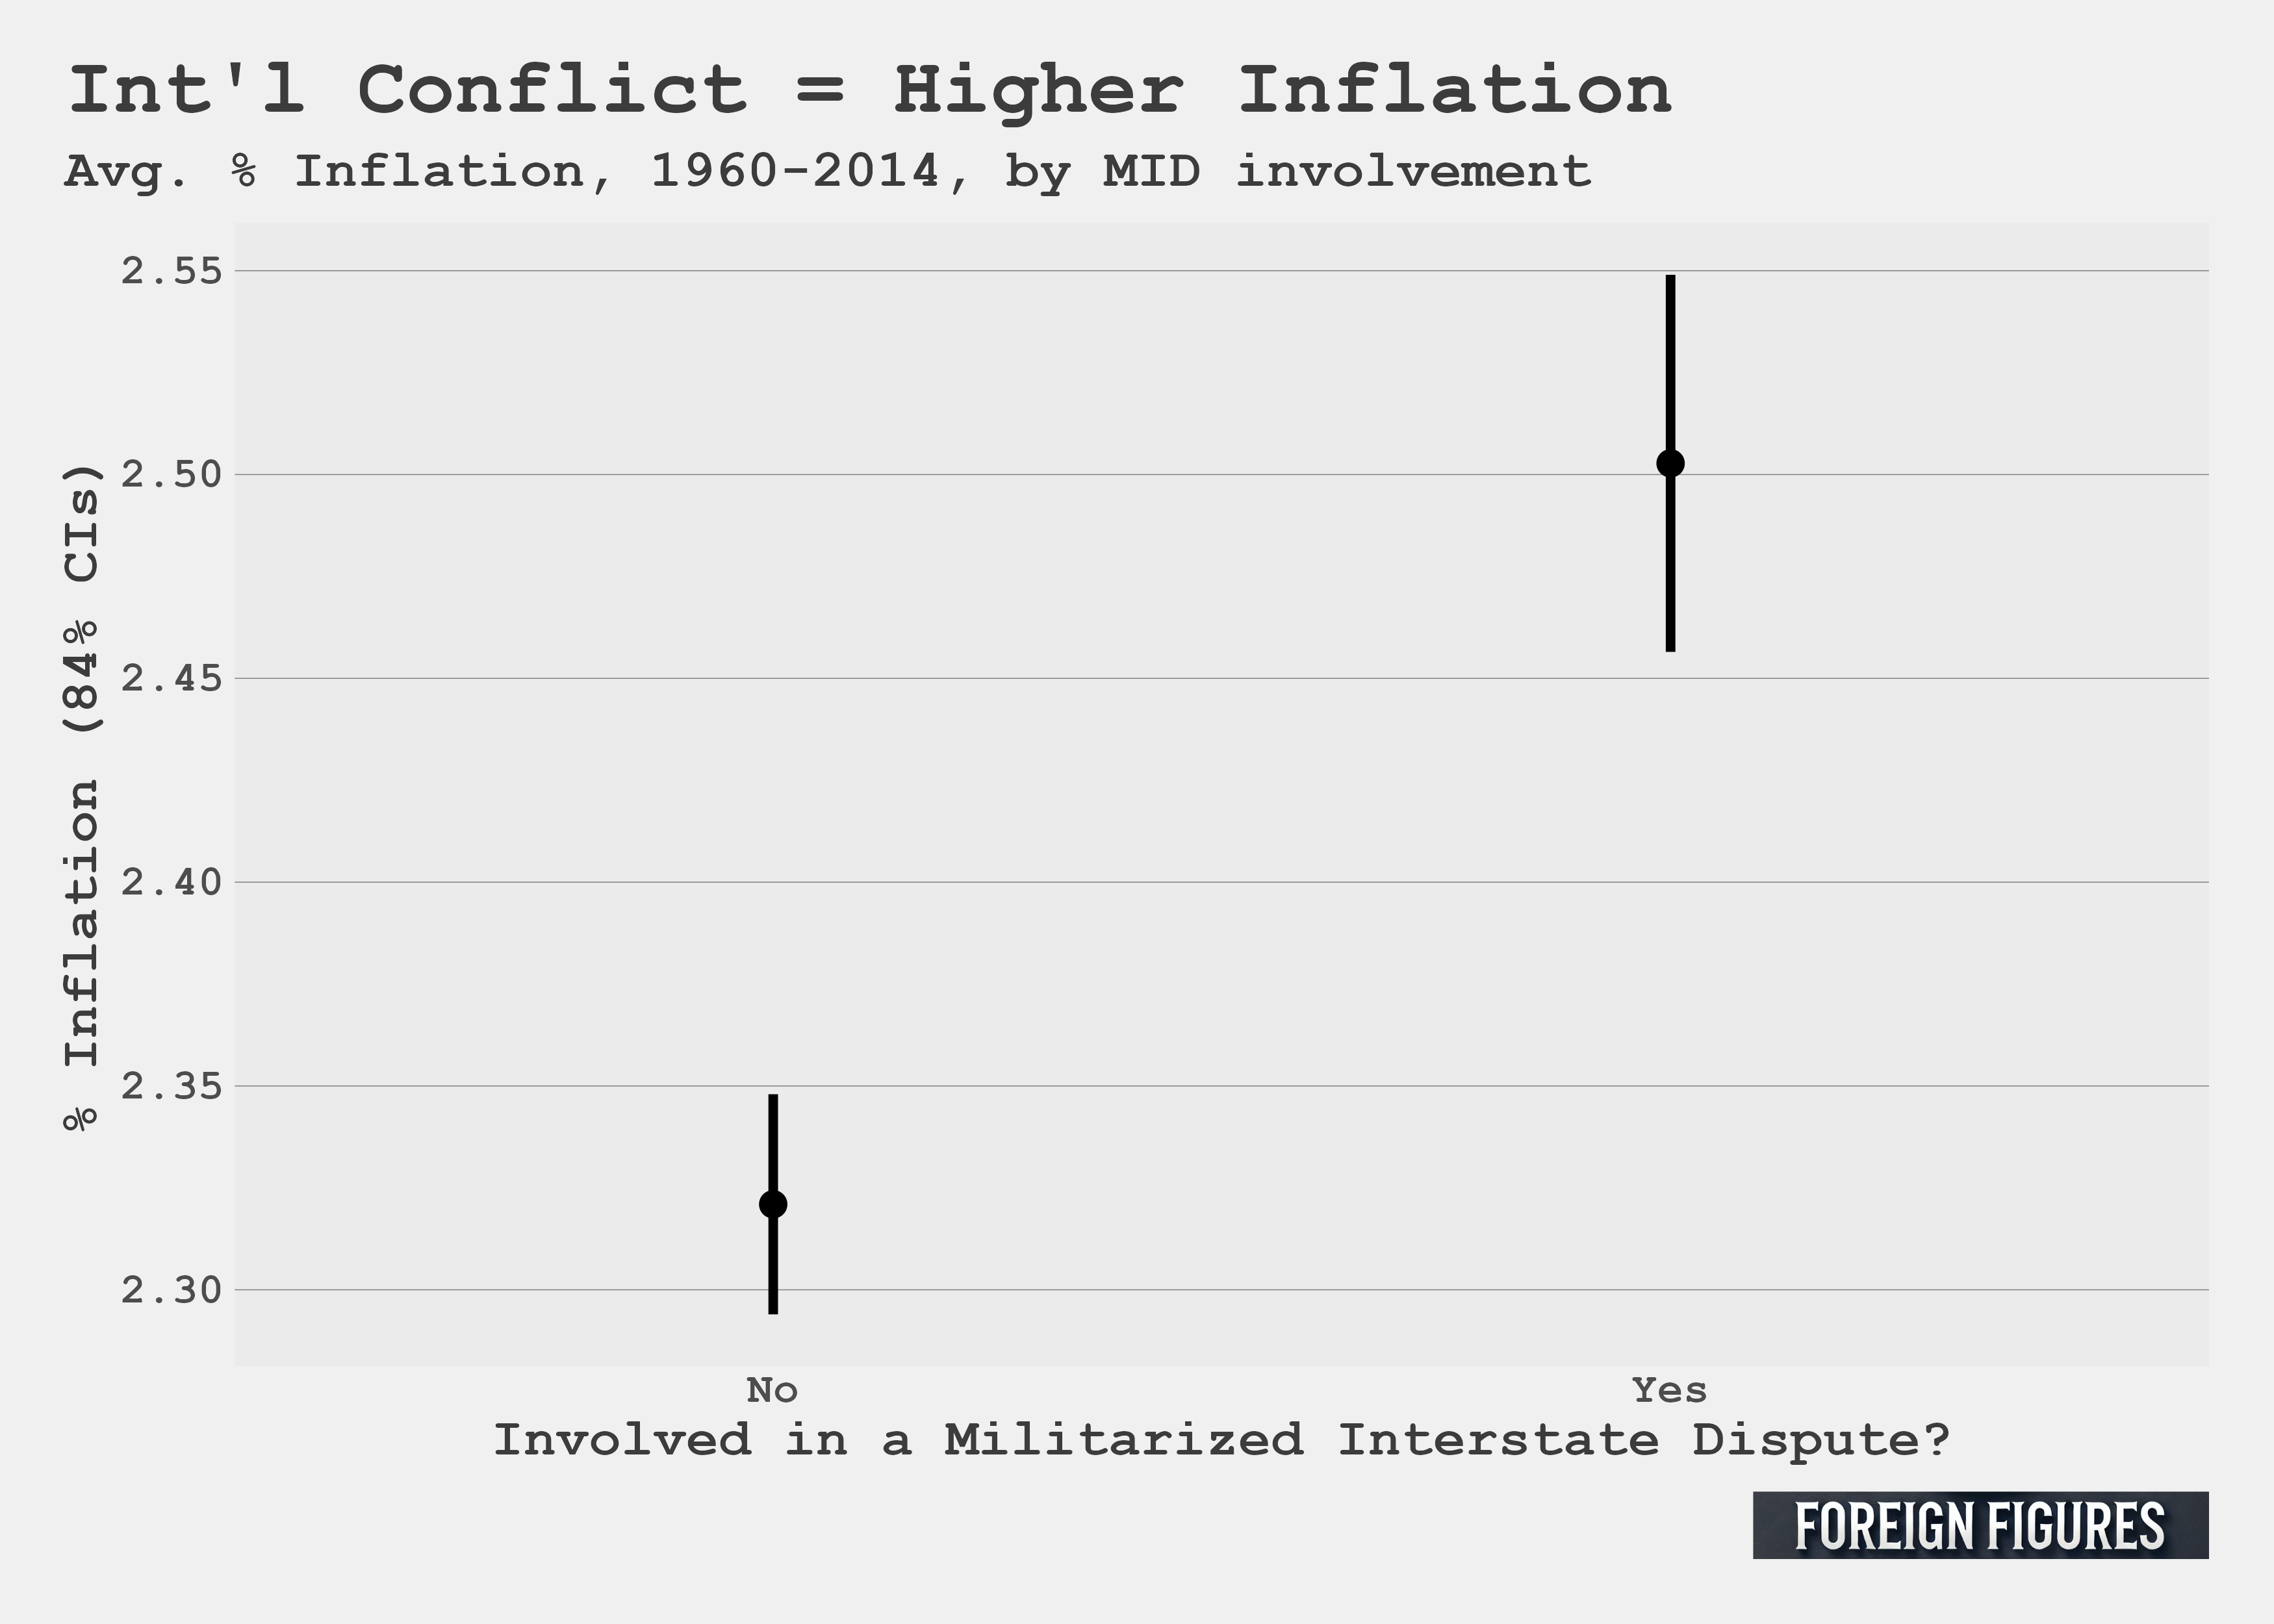 Int'l Conflict = Higher Inflation
Avg. % Inflation, 1960-2014, by MID involvement
% Inflation (84% CIs)
2.55
2.50
2.45
2.40
2.35
2.30
No
Yes
Involved in a Militarized Interstate Dispute?
FOREIGN FIGURES